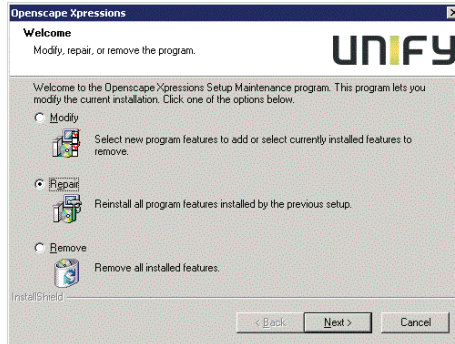 Openscape Xpressions
Welcome
Modify, repair, or remove the program.
UNIFY
Welcome to the Openscape Xpressions Setup Maintenance program. This program lets you
modify the current installation. Click one of the options below.
Modify
Select new program features to add or select currently installed features to
remove.
Repair
Reinstall all program features installed by the previous setup.
Remove
Remove all installed features.
InstallShield
< Back
Next >
Cancel